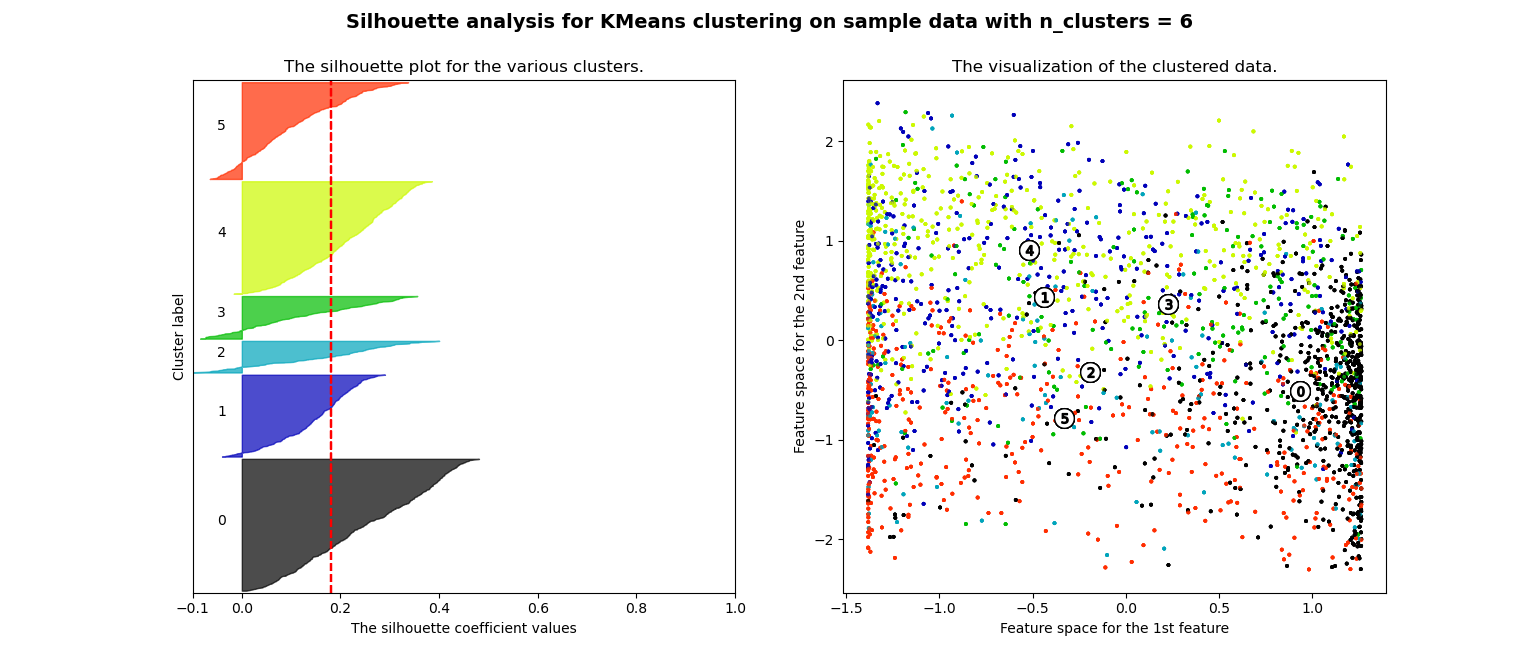 Silhouette analysis for KMeans clustering on sample data with n_clusters = 6
The silhouette plot for the various clusters.
5
4
3
2
1
0
Cluster label
−0.1 0.0 0.2 0.4 0.6 0.8 1.0
The silhouette coefficient values
The visualization of the clustered data.
2
1
0
−1
−2
Feature space for the 2nd feature
4
1
3
2
0
5
−1.5 −1.0 −0.5 0.0 0.5 1.0
Feature space for the 1st feature